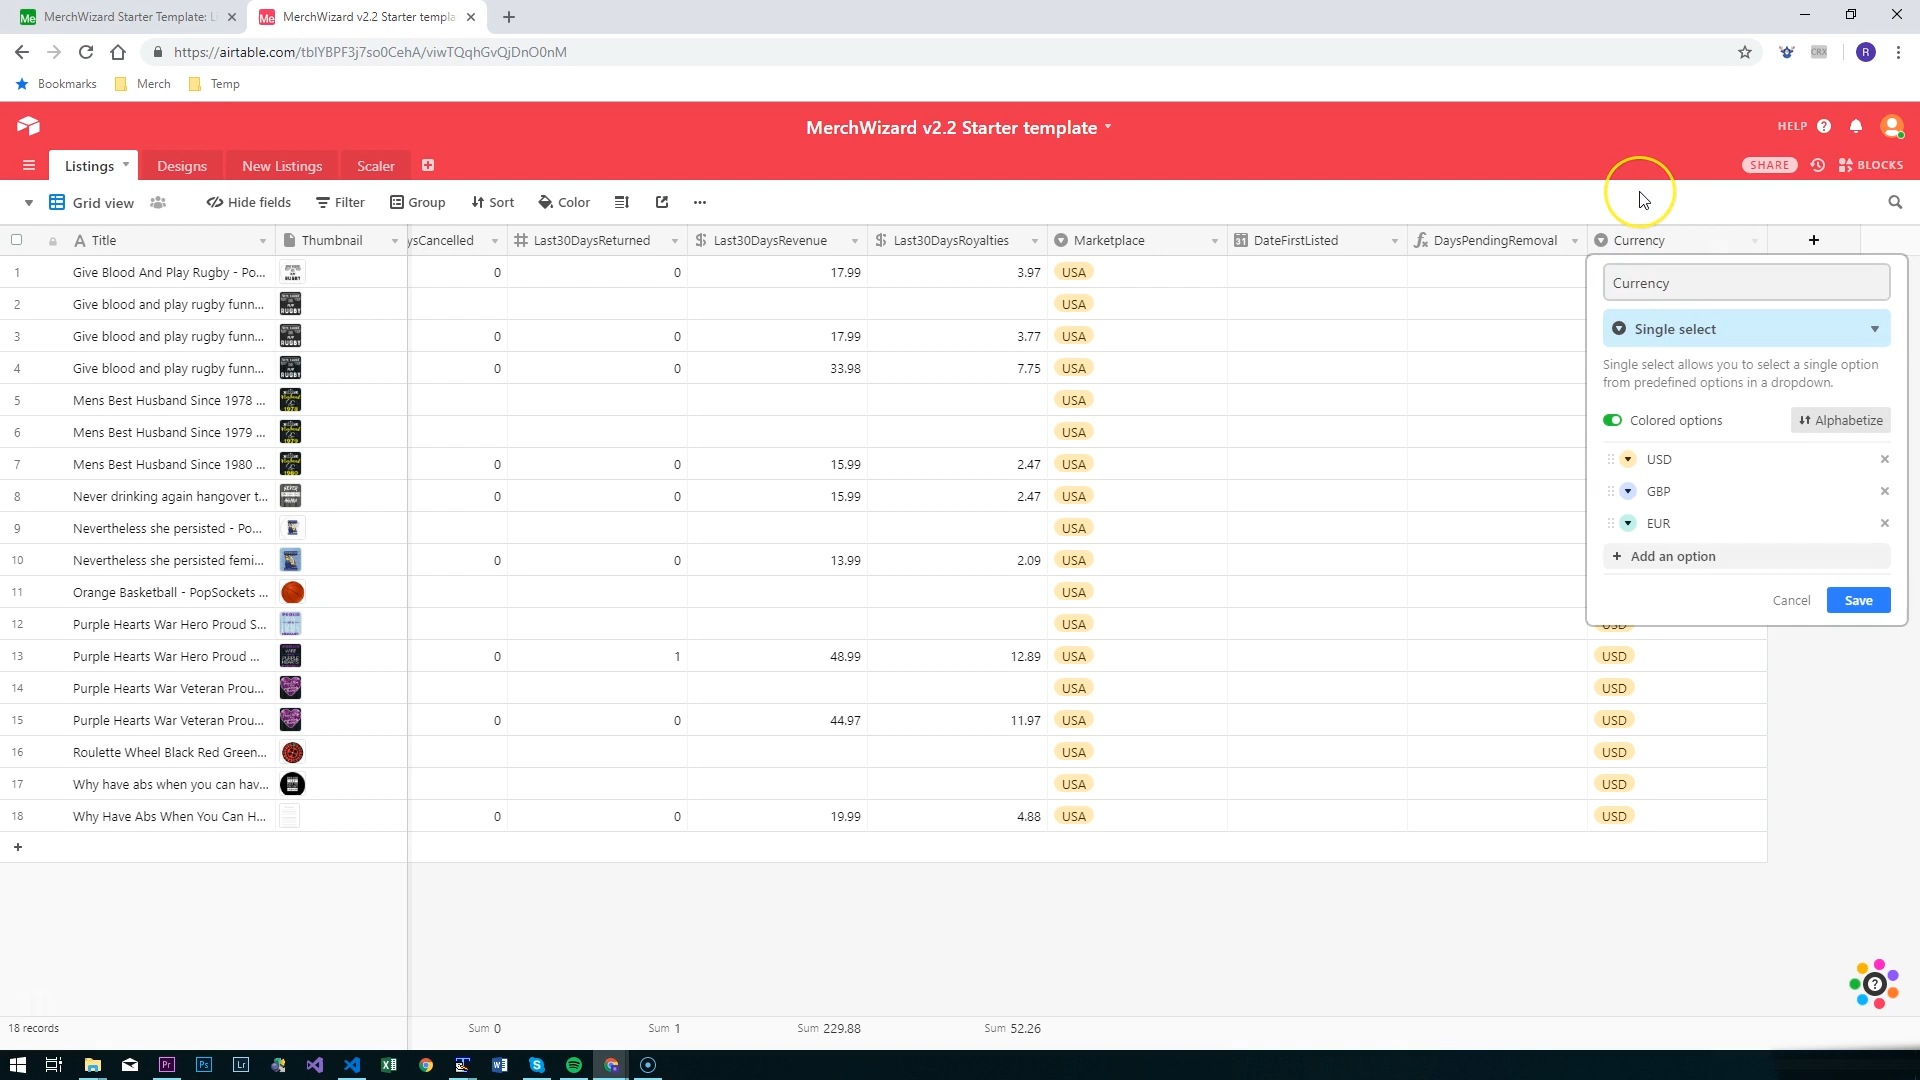 MerchWizard Starter Template: Li
MerchWizard v2.2 Starter templa
https://airtable.com/tblYBPF3j7so0CehA/viwTQqhGvQjDnO0nM
CRX
R
Bookmarks Merch Temp
MerchWizard v2.2 Starter template
HELP
Listings Designs New Listings Scaler
SHARE BLOCKS
Grid view Hide fields Filter Group Sort Color
Title Thumbnail ysCancelled Last30DaysReturned Last30DaysRevenue Last30DaysRoyalties Marketplace DateFirstListed DaysPendingRemoval Currency
1 Give Blood And Play Rugby - Po... 0 0 17.99 3.97 USA
2 Give blood and play rugby funn... USA
3 Give blood and play rugby funn... 0 0 17.99 3.77 USA
4 Give blood and play rugby funn... 0 0 33.98 7.75 USA
5 Mens Best Husband Since 1978 ... USA
6 Mens Best Husband Since 1979 ... USA
7 Mens Best Husband Since 1980 ... 0 0 15.99 2.47 USA
8 Never drinking again hangover t... 0 0 15.99 2.47 USA
9 Nevertheless she persisted - Po... USA
10 Nevertheless she persisted femi... 0 0 13.99 2.09 USA
11 Orange Basketball - PopSockets ... USA
12 Purple Hearts War Hero Proud S... USA USD
13 Purple Hearts War Hero Proud ... 0 1 48.99 12.89 USA USD
14 Purple Hearts War Veteran Prou... USA USD
15 Purple Hearts War Veteran Prou... 0 0 44.97 11.97 USA USD
16 Roulette Wheel Black Red Green... USA USD
17 Why have abs when you can hav... USA USD
18 Why Have Abs When You Can H... 0 0 19.99 4.88 USA USD
Currency
Single select
Single select allows you to select a single option
from predefined options in a dropdown.
Colored options Alphabetize
USD
GBP
EUR
+ Add an option
Cancel Save
18 records Sum 0 Sum 1 Sum 229.88 Sum 52.26